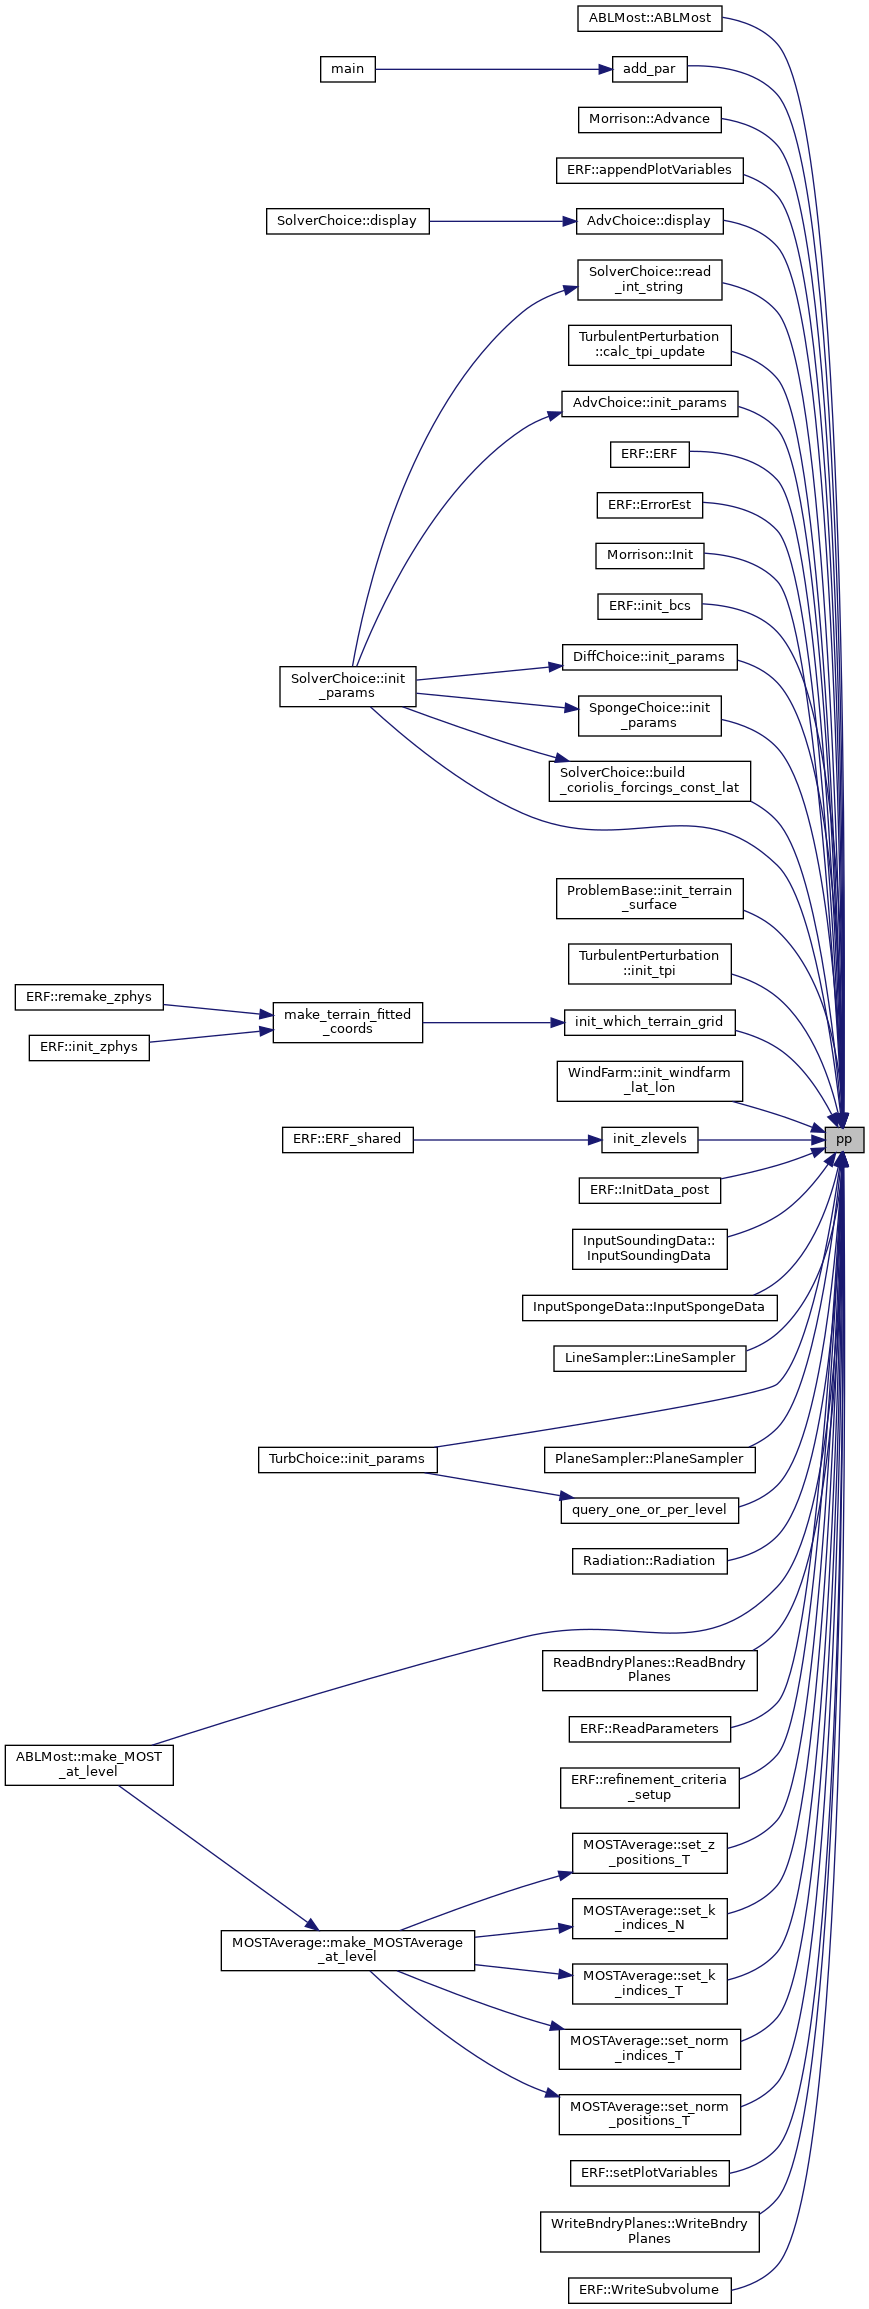 ABLMost::ABLMost
main
add_par
Morrison::Advance
ERF::appendPlotVariables
SolverChoice::display
AdvChoice::display
SolverChoice::read
_int_string
TurbulentPerturbation
::calc_tpi_update
AdvChoice::init_params
ERF::ERF
ERF::ErrorEst
Morrison::Init
ERF::init_bcs
DiffChoice::init_params
SolverChoice::init
_params
SpongeChoice::init
_params
SolverChoice::build
_coriolis_forcings_const_lat
ProblemBase::init_terrain
_surface
TurbulentPerturbation
::init_tpi
ERF::remake_zphys
make_terrain_fitted
_coords
init_which_terrain_grid
ERF::init_zphys
WindFarm::init_windfarm
_lat_lon
ERF::ERF_shared
init_zlevels
pp
ERF::InitData_post
InputSoundingData::
InputSoundingData
InputSpongeData::InputSpongeData
LineSampler::LineSampler
TurbChoice::init_params
PlaneSampler::PlaneSampler
query_one_or_per_level
Radiation::Radiation
ReadBndryPlanes::ReadBndry
Planes
ERF::ReadParameters
ABLMost::make_MOST
_at_level
ERF::refinement_criteria
_setup
MOSTAverage::set_z
_positions_T
MOSTAverage::set_k
_indices_N
MOSTAverage::make_MOSTAverage
_at_level
MOSTAverage::set_k
_indices_T
MOSTAverage::set_norm
_indices_T
MOSTAverage::set_norm
_positions_T
ERF::setPlotVariables
WriteBndryPlanes::WriteBndry
Planes
ERF::WriteSubvolume